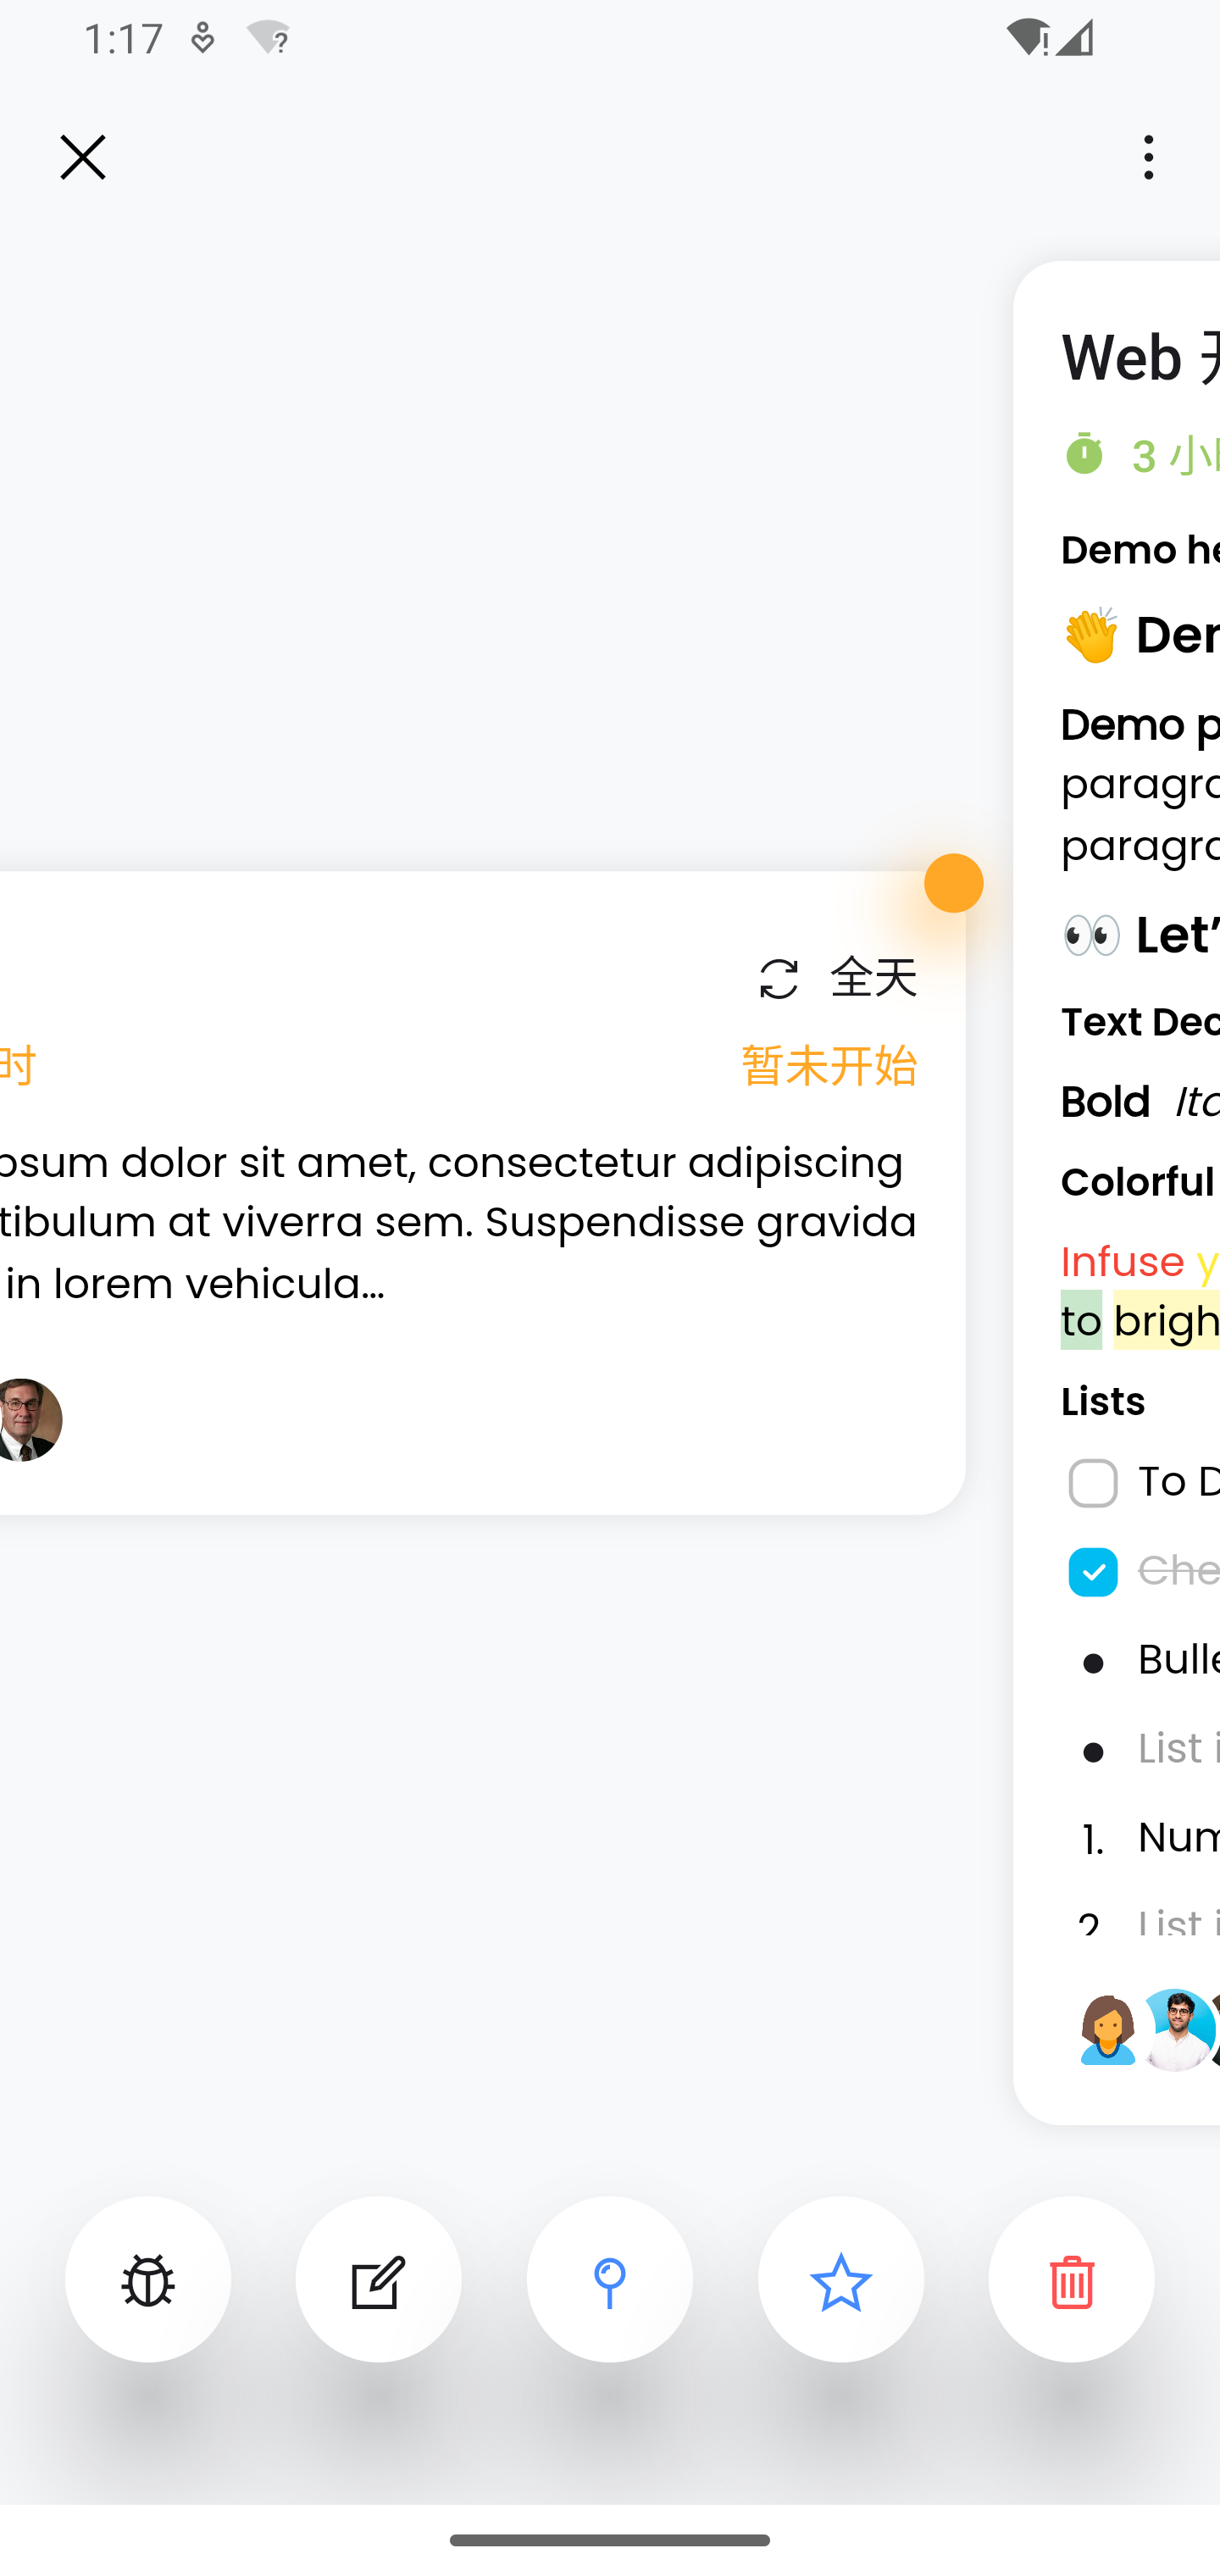 1:17
全天
时
暂未开始
psum dolor sit amet, consectetur adipiscing
tibulum at viverra sem. Suspendisse gravida
in lorem vehicula...
Web 开
3 小
Demo he
👏 Der
Demo p
paragra
paragra
👀 Let’
Text Dec
Bold Ita
Colorful
Infuse y
to brigh
Lists
To D
Che
Bulle
List i
1. Num
2 List i